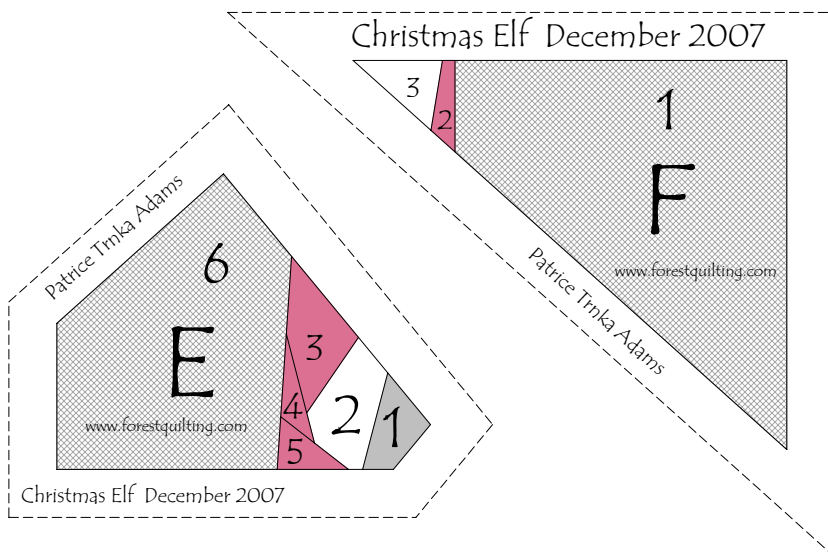 Christmas Elf December 2007
3
2
1
F
www.forestquilting.com
Patrice Trnka Adams
Patrice Trnka Adams
6
E
www.forestquilting.com
3
4
5
2
1
Christmas Elf December 2007